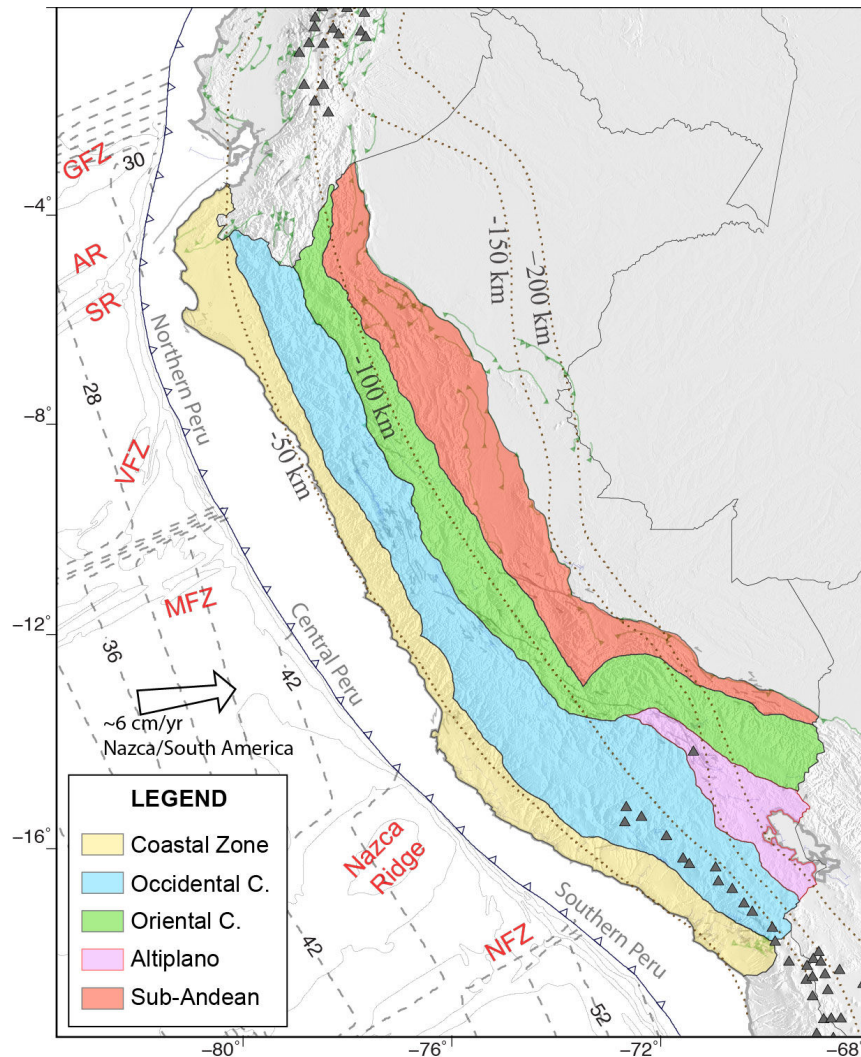 GFZ
30
−4°
AR
SR
−150 km
−200 km
Northern Peru
28
-100 km
−8°
-50 km
VFZ
MFZ
−12°
Central Peru
36
42
~6 cm/yr
Nazca/South America
LEGEND
Coastal Zone
Occidental C.
Oriental C.
Altiplano
Sub-Andean
−16°
Nazca
Ridge
Southern Peru
NFZ
42
52
−80°
−76°
−72°
−68°